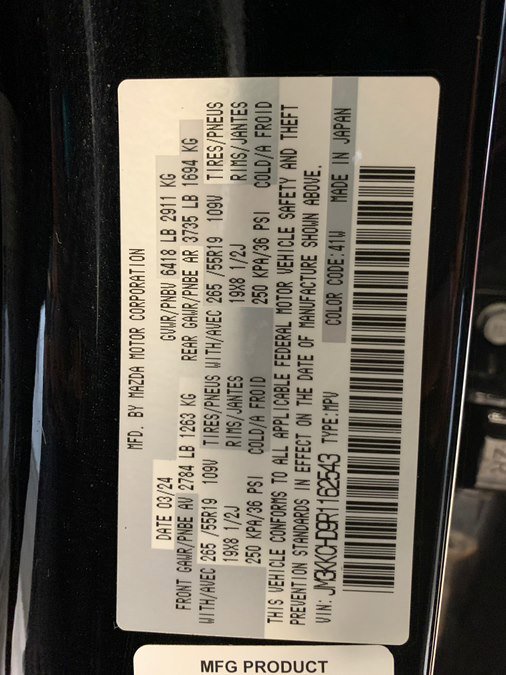 MFD. BY MAZDA MOTOR CORPORATION
DATE 03/24 GVWR/PNBV 6418 LB 2911 KG
FRONT GAWR/PNBE AV 2784 LB 1263 KG REAR GAWR/PNBE AR 3735 LB 1694 KG
WITH/AVEC 265 /55R19 109V TIRES/PNEUS WITH/AVEC 265 /55R19 109V TIRES/PNEUS
19X8 1/2J RIMS/JANTES 19X8 1/2J RIMS/JANTES
250 KPA/36 PSI COLD/A FROID 250 KPA/36 PSI COLD/A FROID
THIS VEHICLE CONFORMS TO ALL APPLICABLE FEDERAL MOTOR VEHICLE SAFETY AND THEFT
PREVENTION STANDARDS IN EFFECT ON THE DATE OF MANUFACTURE SHOWN ABOVE.
VIN: JM3KKCHD9R1162543 TYPE: MPV COLOR CODE: 41W MADE IN JAPAN
MFG PRODUCT